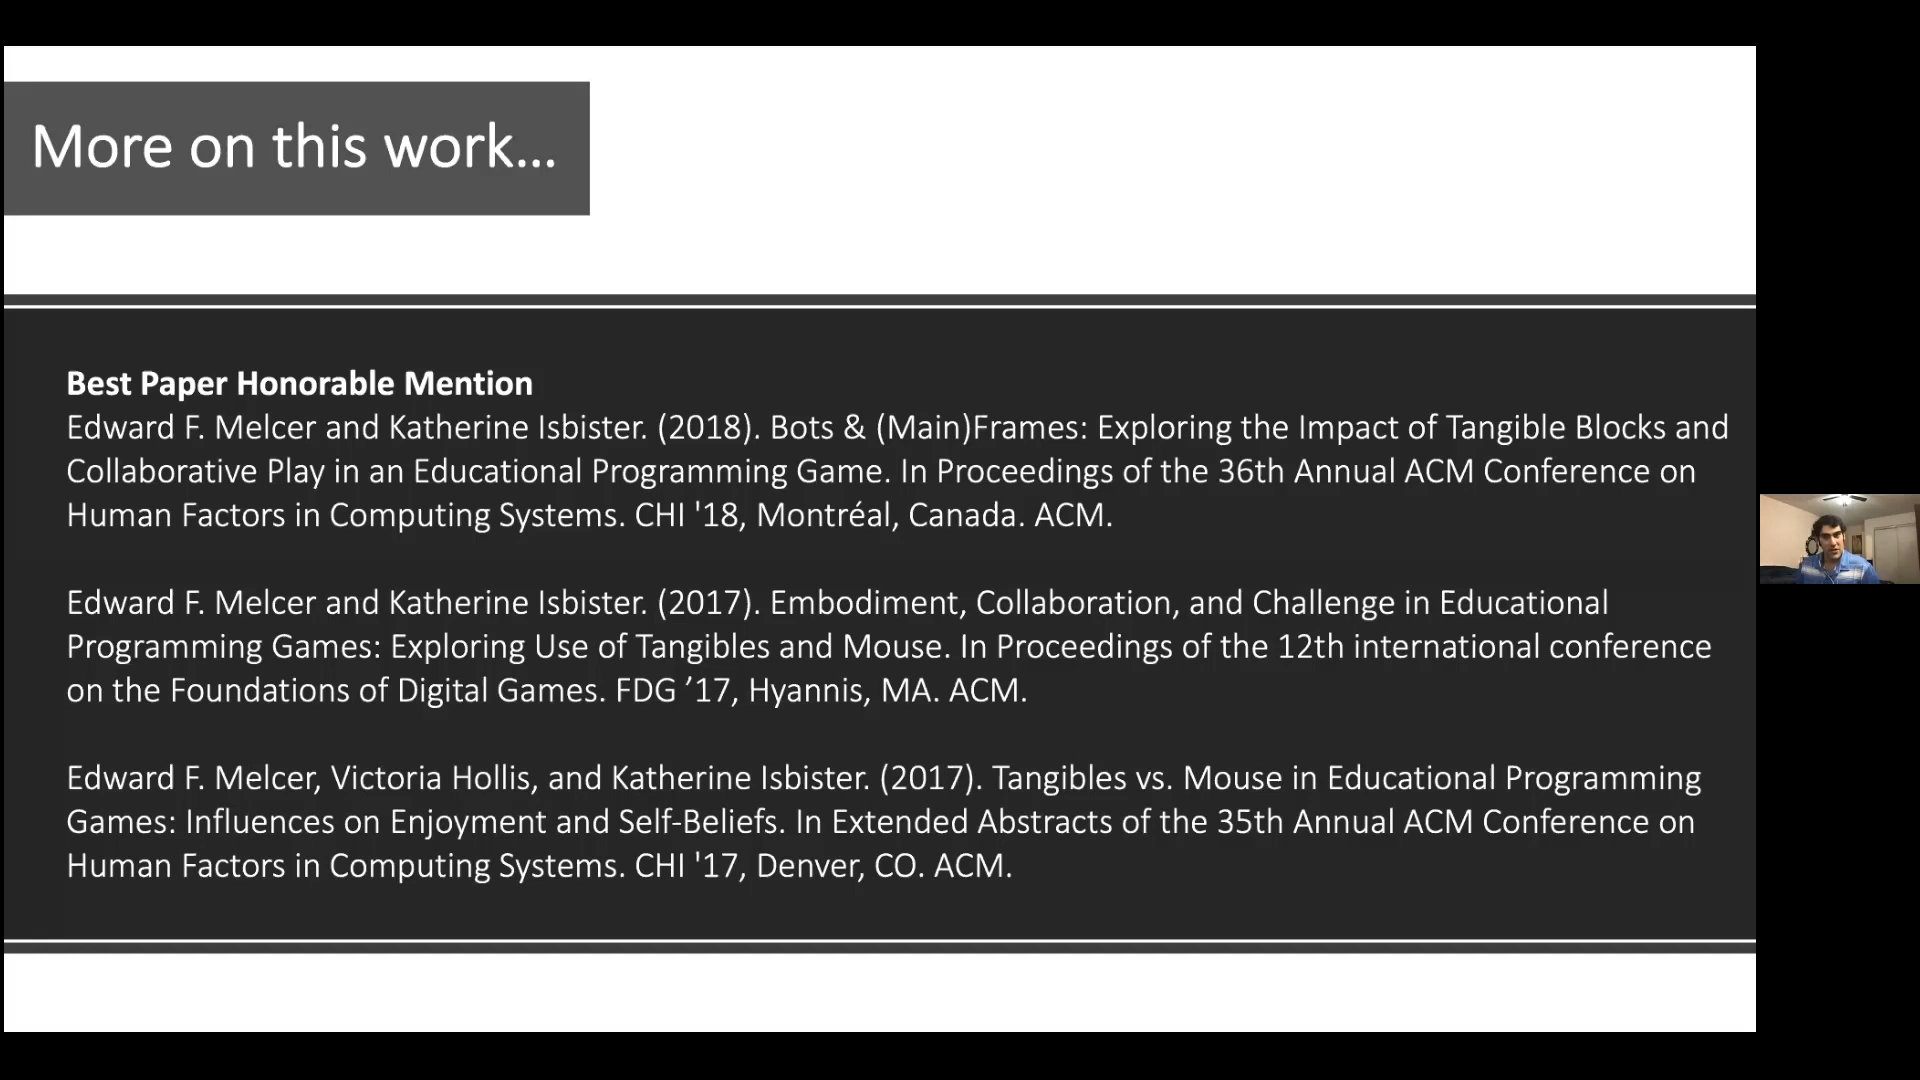 More on this work...
Best Paper Honorable Mention
Edward F. Melcer and Katherine Isbister. (2018). Bots & (Main)Frames: Exploring the Impact of Tangible Blocks and
Collaborative Play in an Educational Programming Game. In Proceedings of the 36th Annual ACM Conference on
Human Factors in Computing Systems. CHI '18, Montréal, Canada. ACM.
Edward F. Melcer and Katherine Isbister. (2017). Embodiment, Collaboration, and Challenge in Educational
Programming Games: Exploring Use of Tangibles and Mouse. In Proceedings of the 12th international conference
on the Foundations of Digital Games. FDG ’17, Hyannis, MA. ACM.
Edward F. Melcer, Victoria Hollis, and Katherine Isbister. (2017). Tangibles vs. Mouse in Educational Programming
Games: Influences on Enjoyment and Self-Beliefs. In Extended Abstracts of the 35th Annual ACM Conference on
Human Factors in Computing Systems. CHI '17, Denver, CO. ACM.